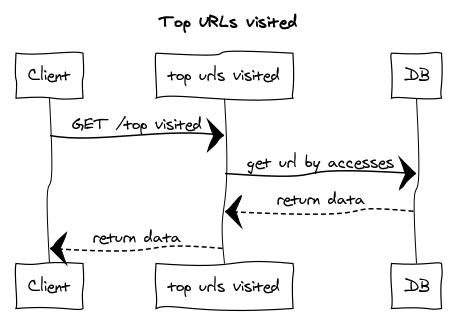 Top URLs visited
Client
top urls visited
DB
GET /top visited
get url by accesses
return data
return data
Client
top urls visited
DB